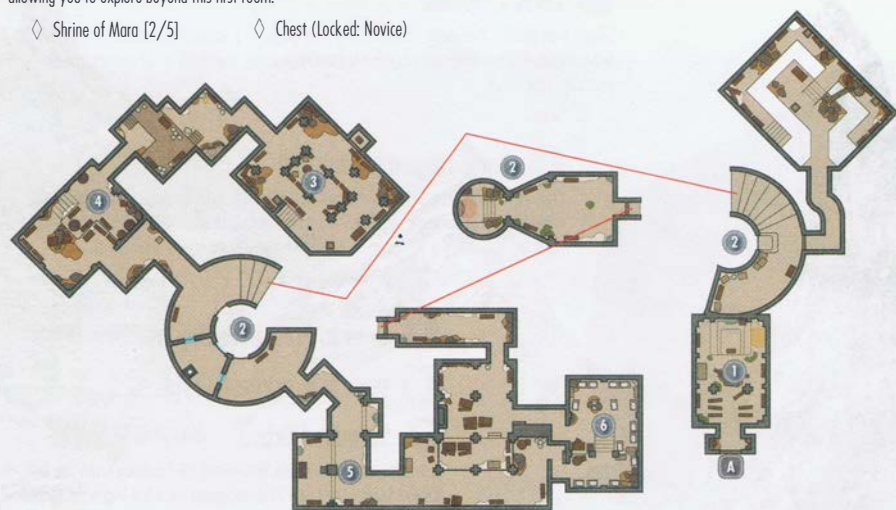 allowing you to explore beyond this first room.
◊ Shrine of Mara [2/5] ◊ Chest (Locked: Novice)
2
3
4
2
2
1
6
5
A